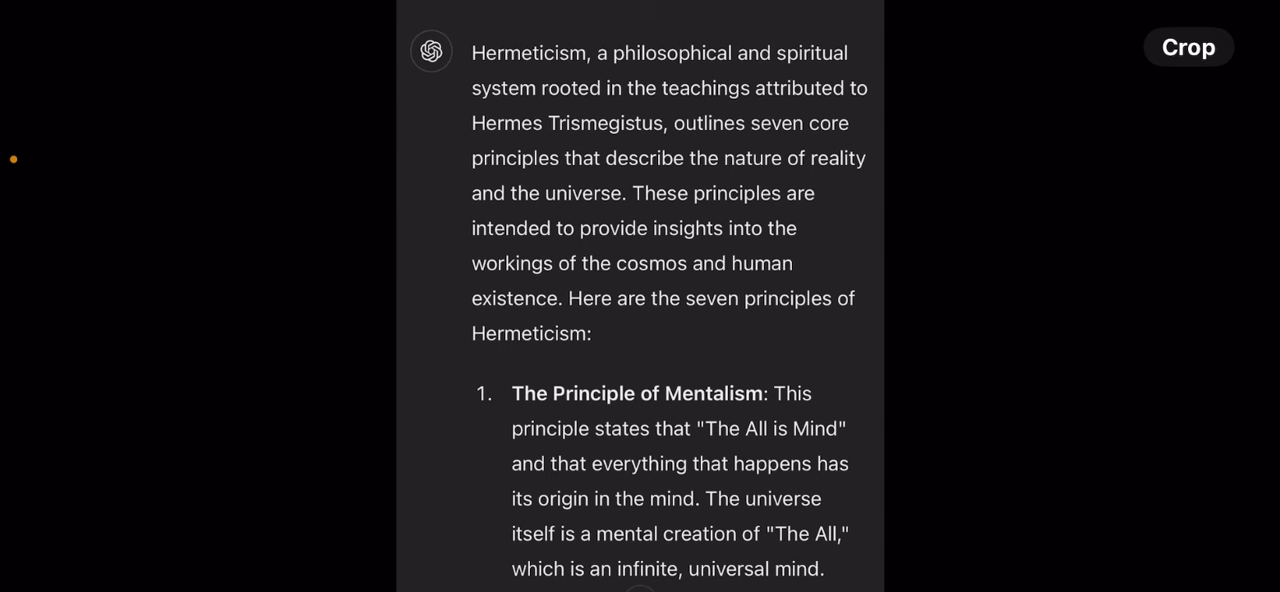 Crop
Hermeticism, a philosophical and spiritual
system rooted in the teachings attributed to
Hermes Trismegistus, outlines seven core
principles that describe the nature of reality
and the universe. These principles are
intended to provide insights into the
workings of the cosmos and human
existence. Here are the seven principles of
Hermeticism:
1. The Principle of Mentalism: This
principle states that "The All is Mind"
and that everything that happens has
its origin in the mind. The universe
itself is a mental creation of "The All,"
which is an infinite, universal mind.